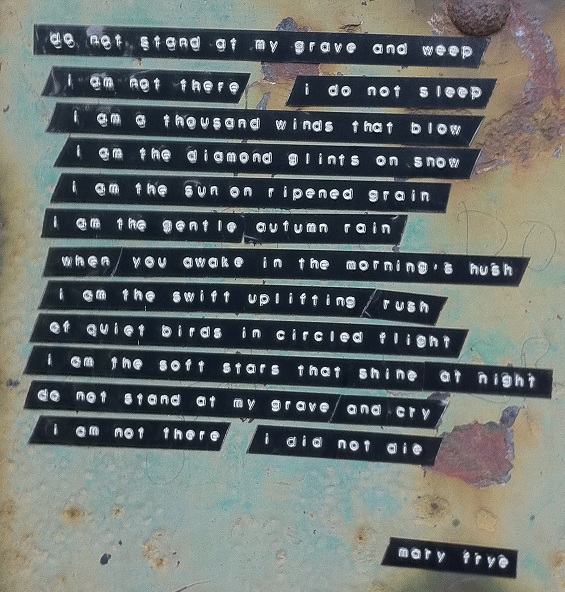 do not stand at my grave and weep
i am not there i do not sleep
i am a thousand winds that blow
i am the diamond glints on snow
i am the sun on ripened grain
i am the gentle autumn rain
when you awake in the morning's hush
i am the swift uplifting rush
of quiet birds in circled flight
i am the soft stars that shine at night
do not stand at my grave and cry
i am not there i did not die
mary frye